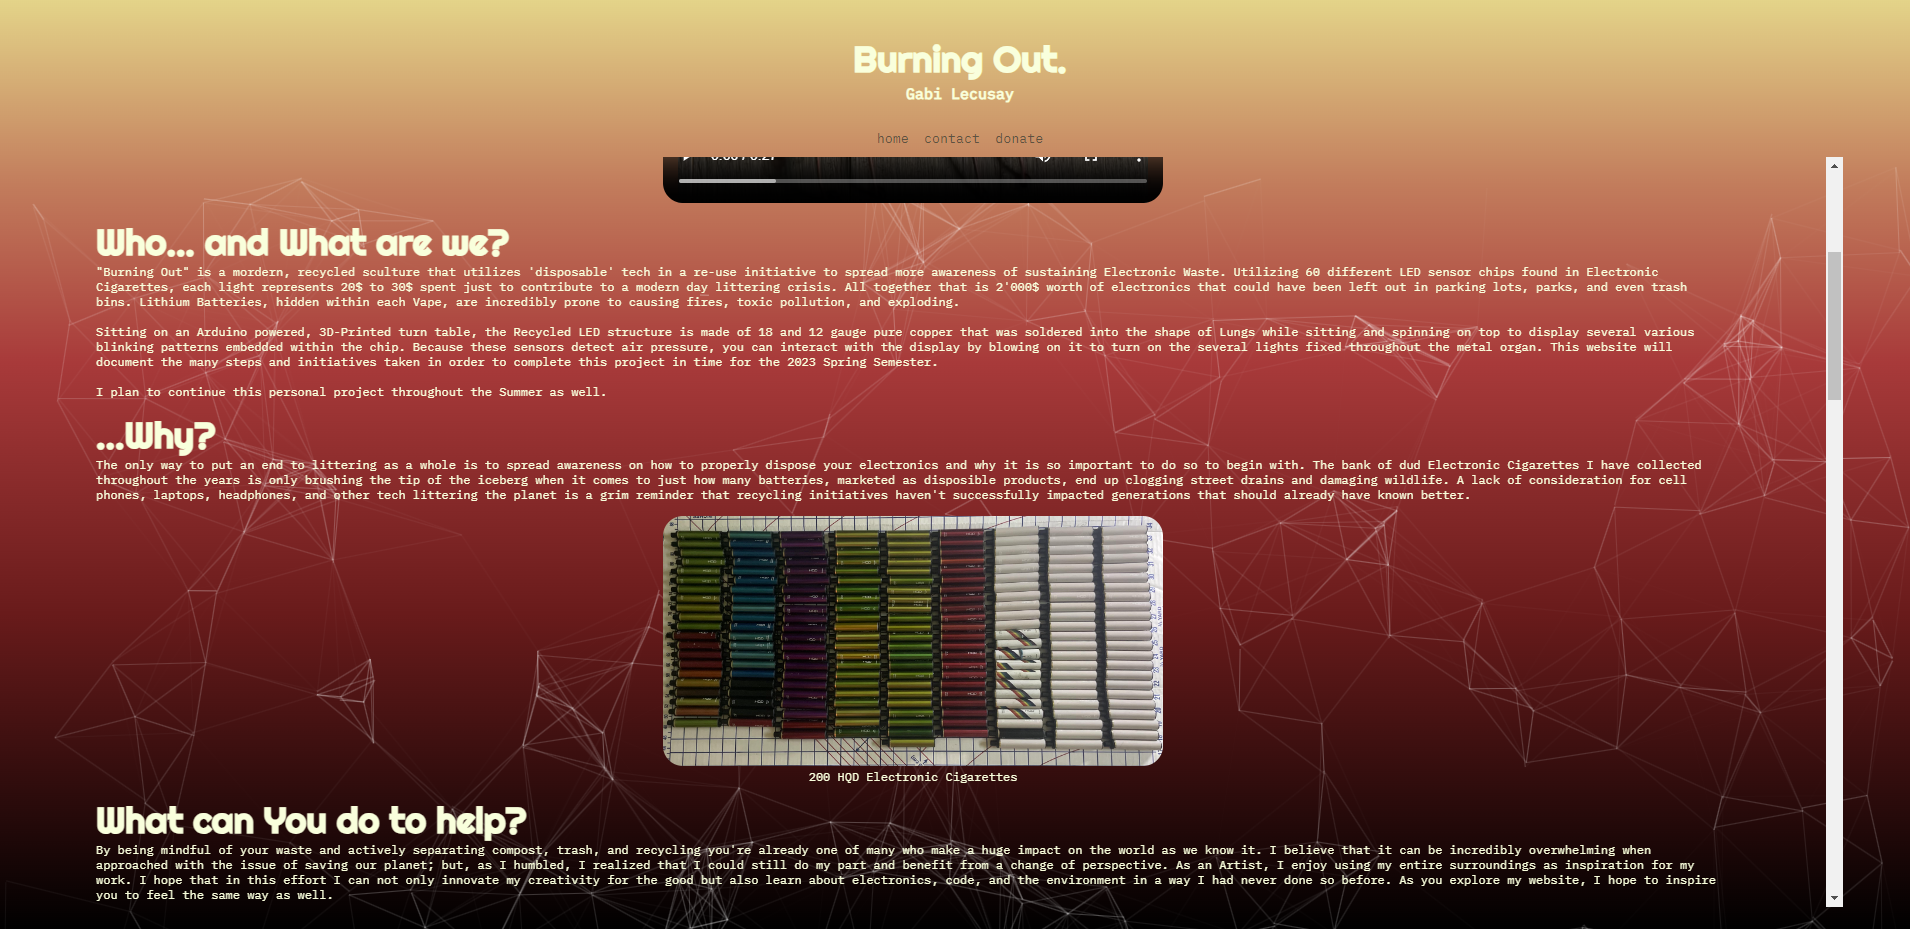 Burning Out.
Gabi Lecusay
home contact donate
Who... and What are we?
"Burning Out" is a mordern, recycled sculture that utilizes 'disposable' tech in a re-use initiative to spread more awareness of sustaining Electronic Waste. Utilizing 60 different LED sensor chips found in Electronic
Cigarettes, each light represents 20$ to 30$ spent just to contribute to a modern day littering crisis. All together that is 2'000$ worth of electronics that could have been left out in parking lots, parks, and even trash
bins. Lithium Batteries, hidden within each Vape, are incredibly prone to causing fires, toxic pollution, and exploding.
Sitting on an Arduino powered, 3D-Printed turn table, the Recycled LED structure is made of 18 and 12 gauge pure copper that was soldered into the shape of Lungs while sitting and spinning on top to display several various
blinking patterns embedded within the chip. Because these sensors detect air pressure, you can interact with the display by blowing on it to turn on the several lights fixed throughout the metal organ. This website will
document the many steps and initiatives taken in order to complete this project in time for the 2023 Spring Semester.
I plan to continue this personal project throughout the Summer as well.
...Why?
The only way to put an end to littering as a whole is to spread awareness on how to properly dispose your electronics and why it is so important to do so to begin with. The bank of dud Electronic Cigarettes I have collected
throughout the years is only brushing the tip of the iceberg when it comes to just how many batteries, marketed as disposible products, end up clogging street drains and damaging wildlife. A lack of consideration for cell
phones, laptops, headphones, and other tech littering the planet is a grim reminder that recycling initiatives haven't successfully impacted generations that should already have known better.
200 HQD Electronic Cigarettes
What can You do to help?
By being mindful of your waste and actively separating compost, trash, and recycling you're already one of many who make a huge impact on the world as we know it. I believe that it can be incredibly overwhelming when
approached with the issue of saving our planet; but, as I humbled, I realized that I could still do my part and benefit from a change of perspective. As an Artist, I enjoy using my entire surroundings as inspiration for my
work. I hope that in this effort I can not only innovate my creativity for the good but also learn about electronics, code, and the environment in a way I had never done so before. As you explore my website, I hope to inspire
you to feel the same way as well.